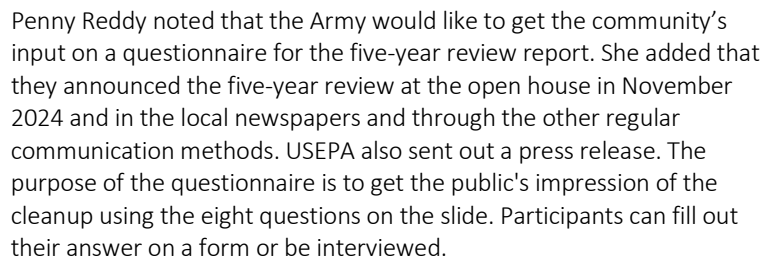 Penny Reddy noted that the Army would like to get the community’s
input on a questionnaire for the five-year review report. She added that
they announced the five-year review at the open house in November
2024 and in the local newspapers and through the other regular
communication methods. USEPA also sent out a press release. The
purpose of the questionnaire is to get the public's impression of the
cleanup using the eight questions on the slide. Participants can fill out
their answer on a form or be interviewed.